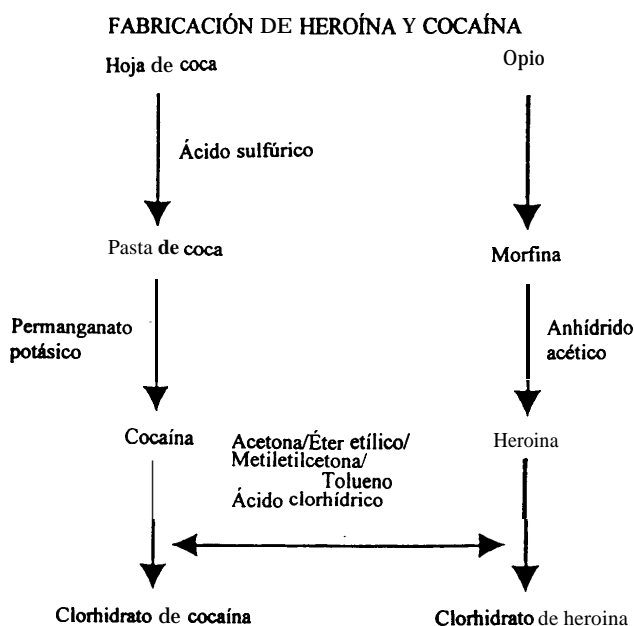 FABRICACIÓN DE HEROÍNA Y COCAÍNA
Hoja de coca
Opio
Ácido sulfúrico
Pasta de coca
Morfina
Permanganato
potásico
Anhídrido
acético
Cocaína
Acetona/Éter etílico/
Metiletilcetona/
Tolueno
Ácido clorhídrico
Heroina
Clorhidrato de cocaína
Clorhidrato de heroina